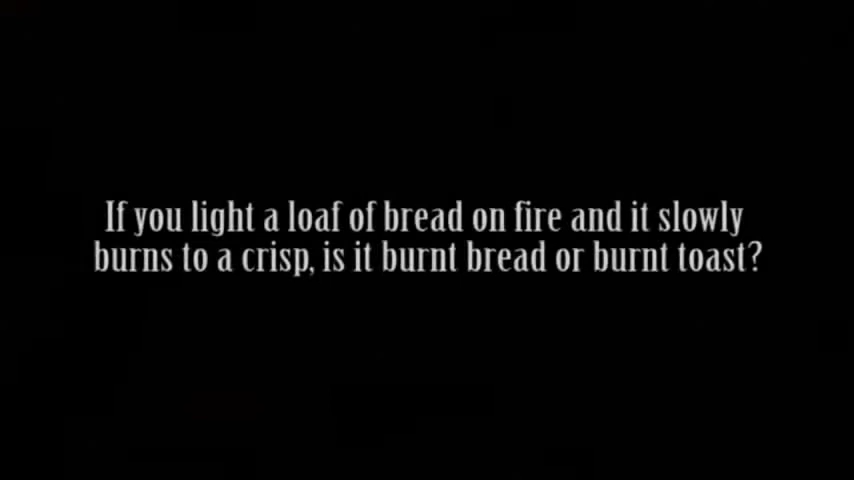 If you light a loaf of bread on fire and it slowly
burns to a crisp, is it burnt bread or burnt toast?